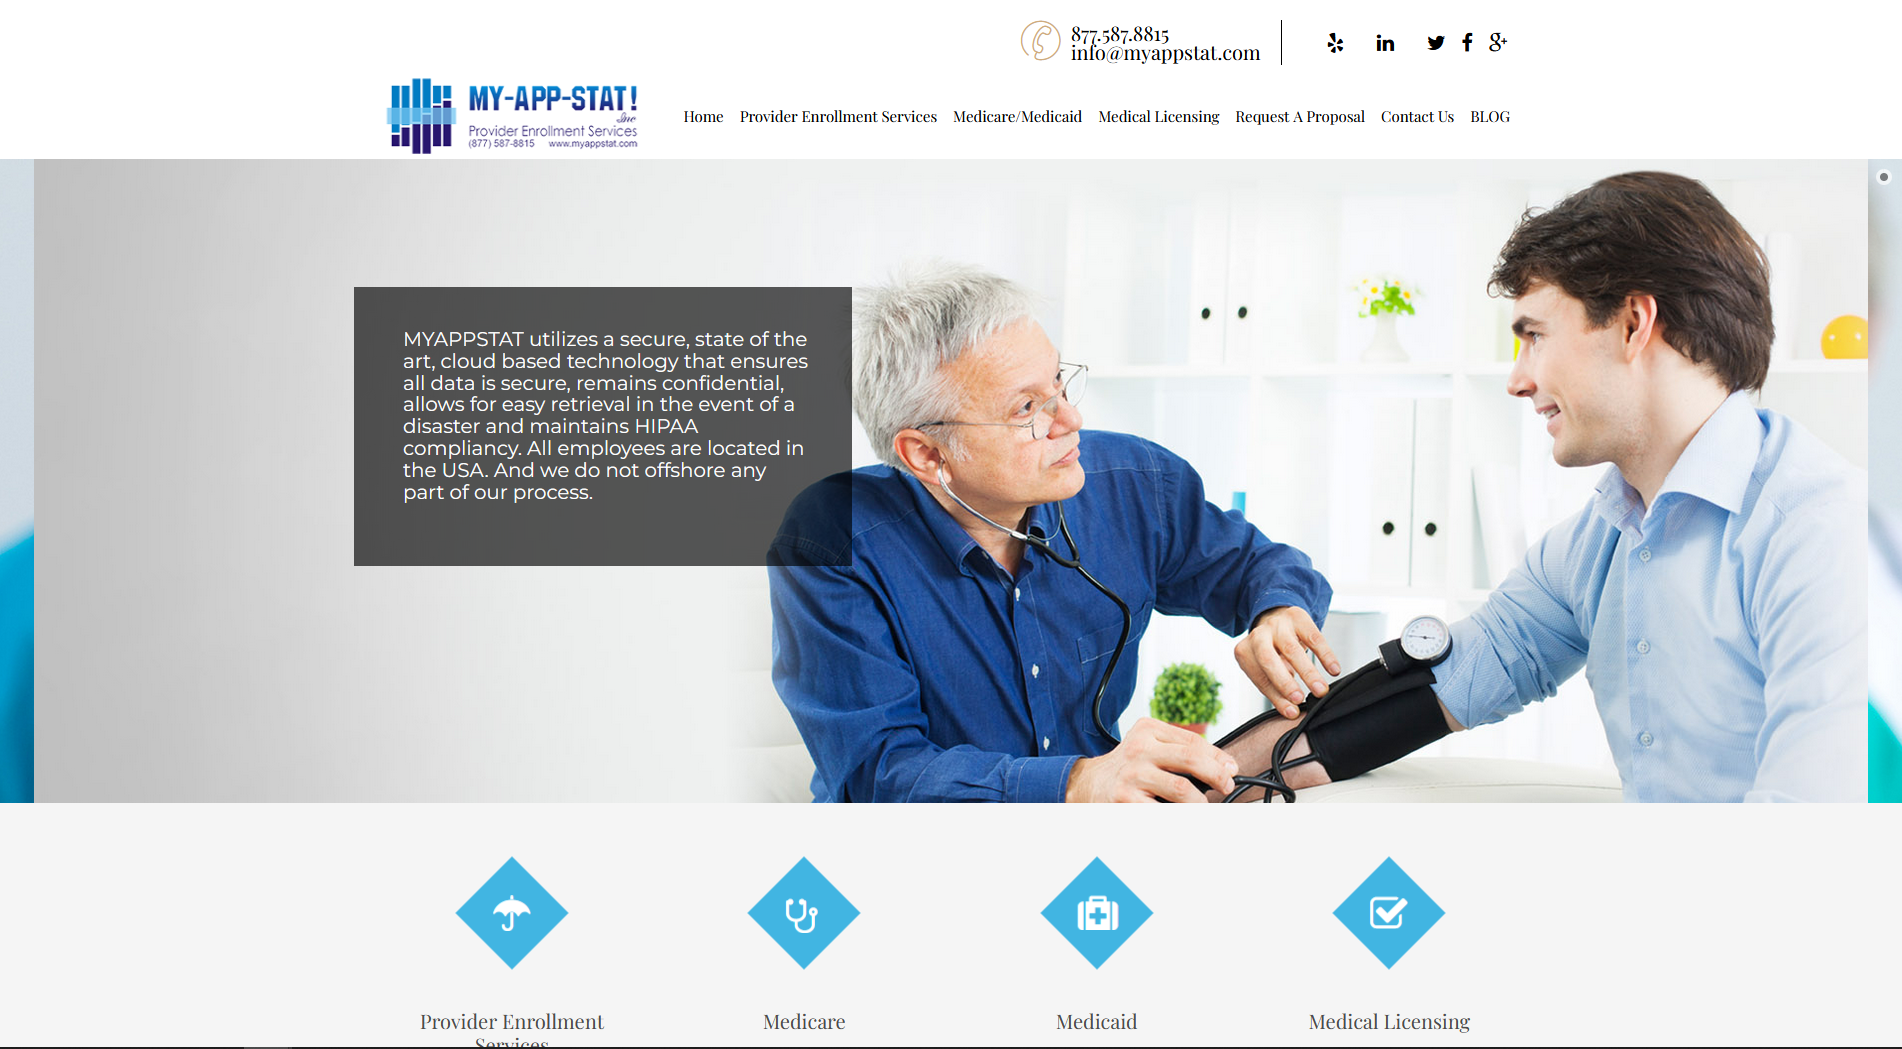 877.587.8815
info@myappstat.com
MY-APP-STAT!
Inc
Provider Enrollment Services
(877) 587-8815 www.myappstat.com
Home Provider Enrollment Services Medicare/Medicaid Medical Licensing Request A Proposal Contact Us BLOG
MYAPPSTAT utilizes a secure, state of the
art, cloud based technology that ensures
all data is secure, remains confidential,
allows for easy retrieval in the event of a
disaster and maintains HIPAA
compliancy. All employees are located in
the USA. And we do not offshore any
part of our process.
Provider Enrollment
Services
Medicare
Medicaid
Medical Licensing